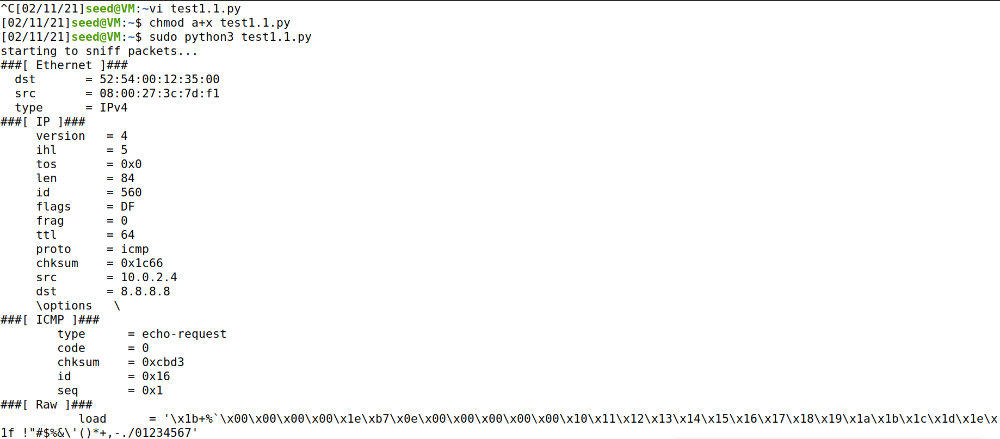 ^C[02/11/21]seed@VM:~vi test1.1.py
[02/11/21]seed@VM:~$ chmod a+x test1.1.py
[02/11/21]seed@VM:~$ sudo python3 test1.1.py
starting to sniff packets...
###[ Ethernet ]###
  dst       = 52:54:00:12:35:00
  src       = 08:00:27:3c:7d:f1
  type      = IPv4
###[ IP ]###
     version   = 4
     ihl       = 5
     tos       = 0x0
     len       = 84
     id        = 560
     flags     = DF
     frag      = 0
     ttl       = 64
     proto     = icmp
     chksum    = 0x1c66
     src       = 10.0.2.4
     dst       = 8.8.8.8
     \options   \
###[ ICMP ]###
        type      = echo-request
        code      = 0
        chksum    = 0xcbd3
        id        = 0x16
        seq       = 0x1
###[ Raw ]###
           load      = '\x1b+%`\x00\x00\x00\x00\x1e\xb7\x0e\x00\x00\x00\x00\x00\x10\x11\x12\x13\x14\x15\x16\x17\x18\x19\x1a\x1b\x1c\x1d\x1e\x
1f !"#$%&\'()*+,-./01234567'